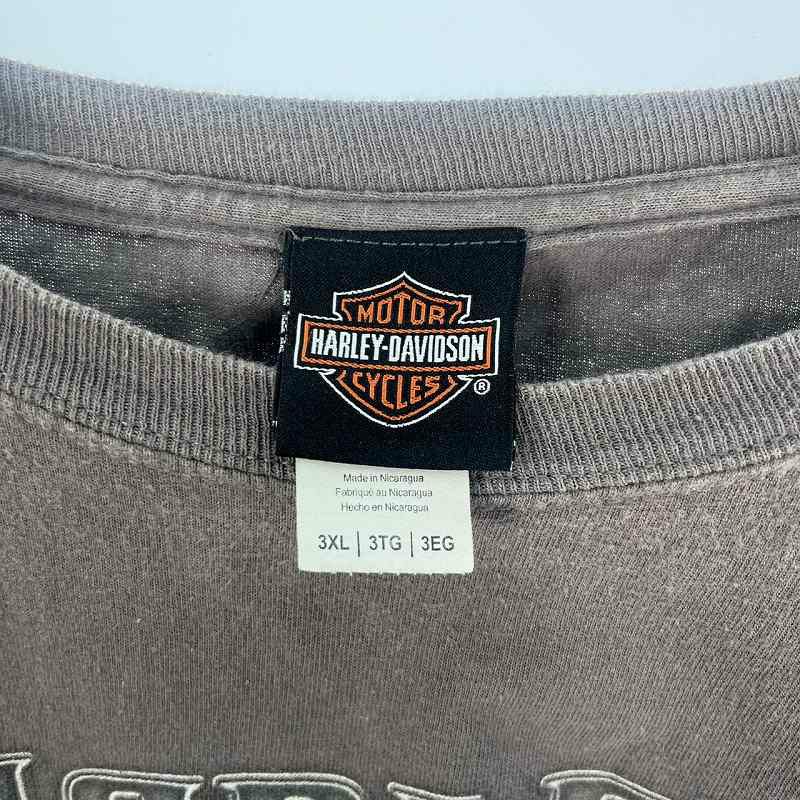 MOTOR
HARLEY-DAVIDSON
CYCLES ®
Made in Nicaragua
Fabriqué au Nicaragua
Hecho en Nicaragua
3XL | 3TG | 3EG